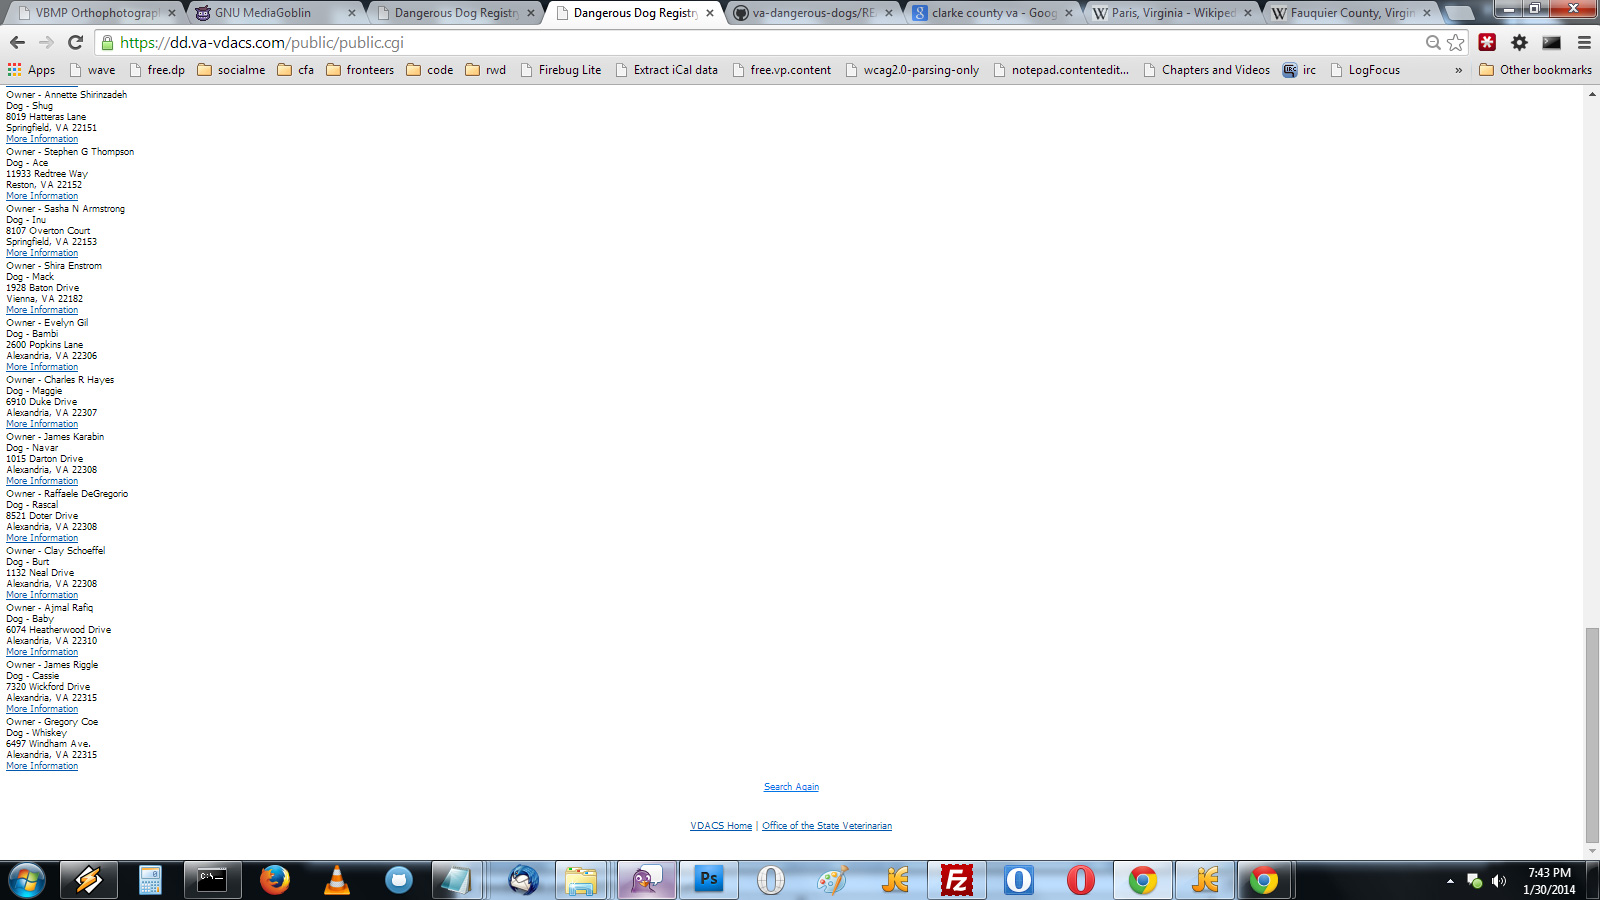 VBMP Orthophotograph
GNU MediaGoblin
Dangerous Dog Registry
Dangerous Dog Registry
va-dangerous-dogs/RE
clarke county va - Goog
Paris, Virginia - Wikiped
Fauquier County, Virgin
https://dd.va-vdacs.com/public/public.cgi
Apps wave free.dp socialme cfa fronteers code rwd Firebug Lite Extract iCal data free.vp.content wcag2.0-parsing-only notepad.contentedit... Chapters and Videos irc LogFocus » Other bookmarks
Owner - Annette Shirinzadeh
Dog - Shug
8019 Hatteras Lane
Springfield, VA 22151
More Information
Owner - Stephen G Thompson
Dog - Ace
11933 Redtree Way
Reston, VA 22152
More Information
Owner - Sasha N Armstrong
Dog - Inu
8107 Overton Court
Springfield, VA 22153
More Information
Owner - Shira Enstrom
Dog - Mack
1928 Baton Drive
Vienna, VA 22182
More Information
Owner - Evelyn Gil
Dog - Bambi
2600 Popkins Lane
Alexandria, VA 22306
More Information
Owner - Charles R Hayes
Dog - Maggie
6910 Duke Drive
Alexandria, VA 22307
More Information
Owner - James Karabin
Dog - Navar
1015 Darton Drive
Alexandria, VA 22308
More Information
Owner - Raffaele DeGregorio
Dog - Rascal
8521 Doter Drive
Alexandria, VA 22308
More Information
Owner - Clay Schoeffel
Dog - Burt
1132 Neal Drive
Alexandria, VA 22308
More Information
Owner - Ajmal Rafiq
Dog - Baby
6074 Heatherwood Drive
Alexandria, VA 22310
More Information
Owner - James Riggle
Dog - Cassie
7320 Wickford Drive
Alexandria, VA 22315
More Information
Owner - Gregory Coe
Dog - Whiskey
6497 Windham Ave.
Alexandria, VA 22315
More Information
Search Again
VDACS Home | Office of the State Veterinarian
C:\_
Ps
Fz
7:43 PM
1/30/2014